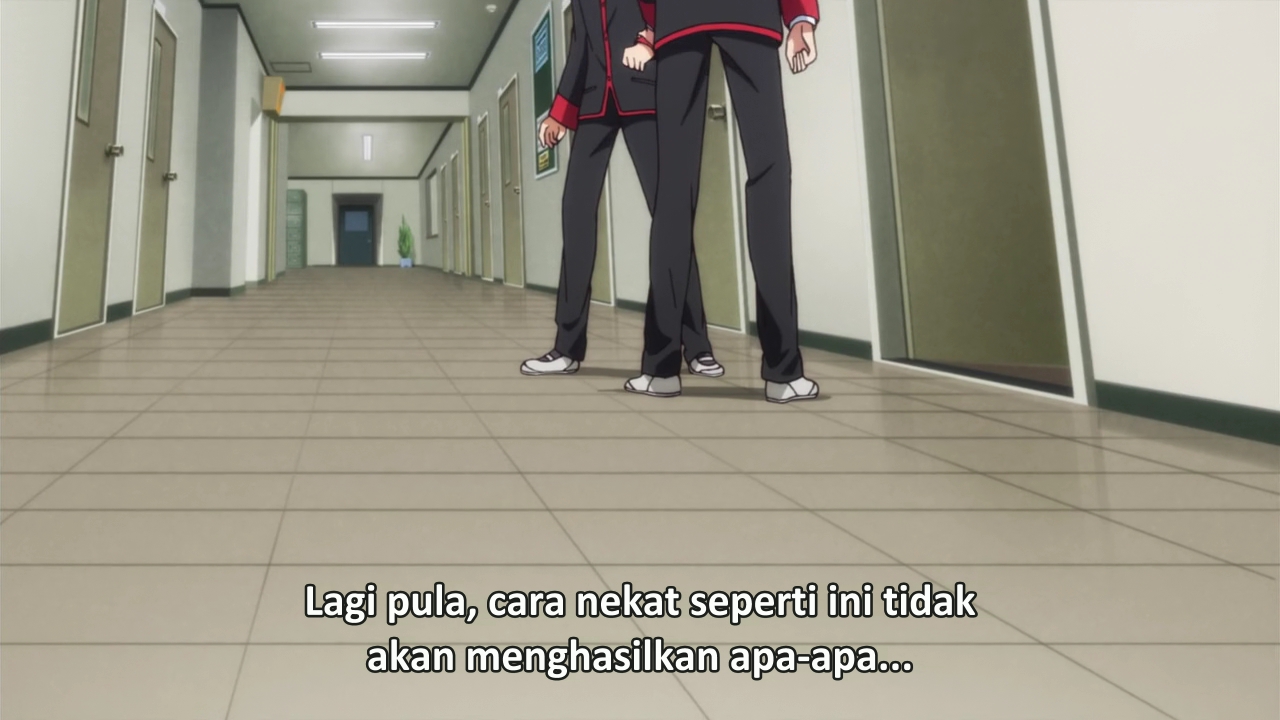 Lagi pula, cara nekat seperti ini tidak
akan menghasilkan apa-apa...